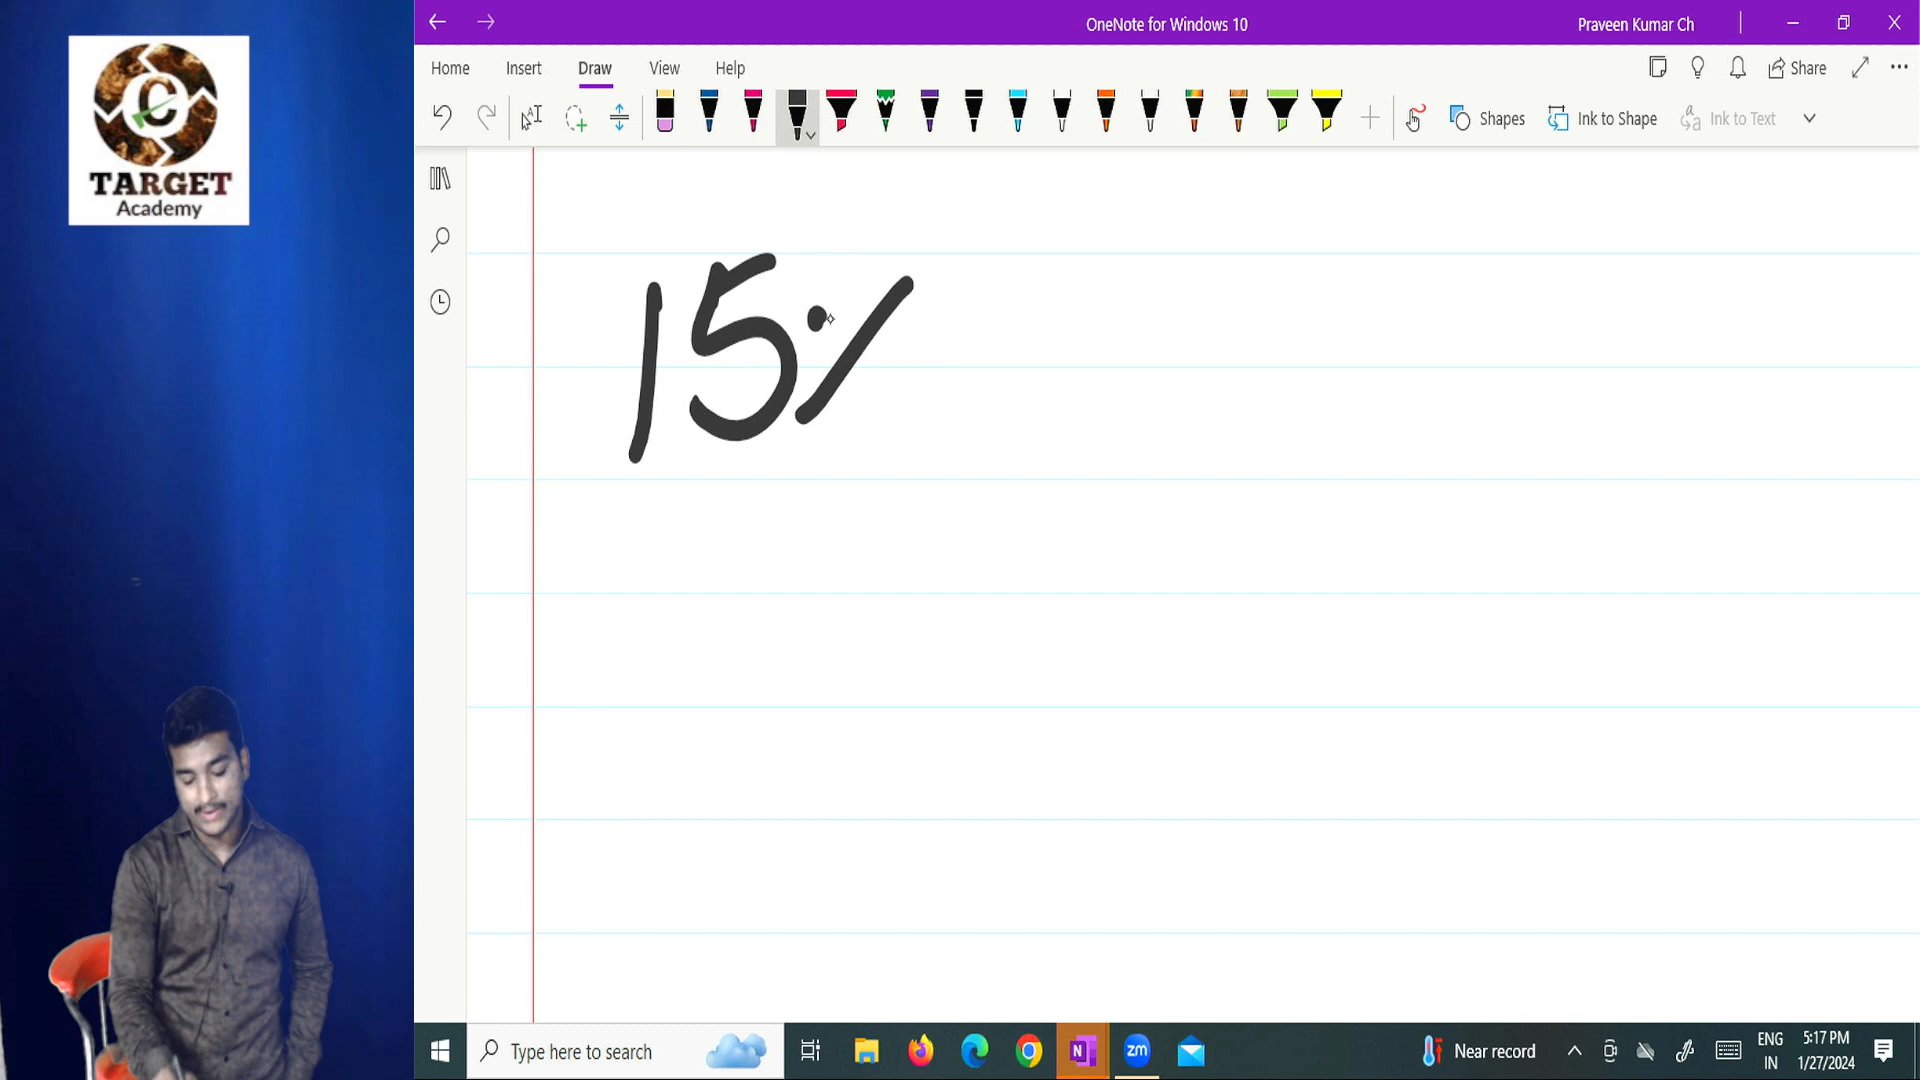 C
TARGET
Academy
OneNote for Windows 10
Praveen Kumar Ch
Home Insert Draw View Help
Share
Shapes Ink to Shape Ink to Text
15%
Type here to search
zm
N
Near record
ENG
IN
5:17 PM
1/27/2024